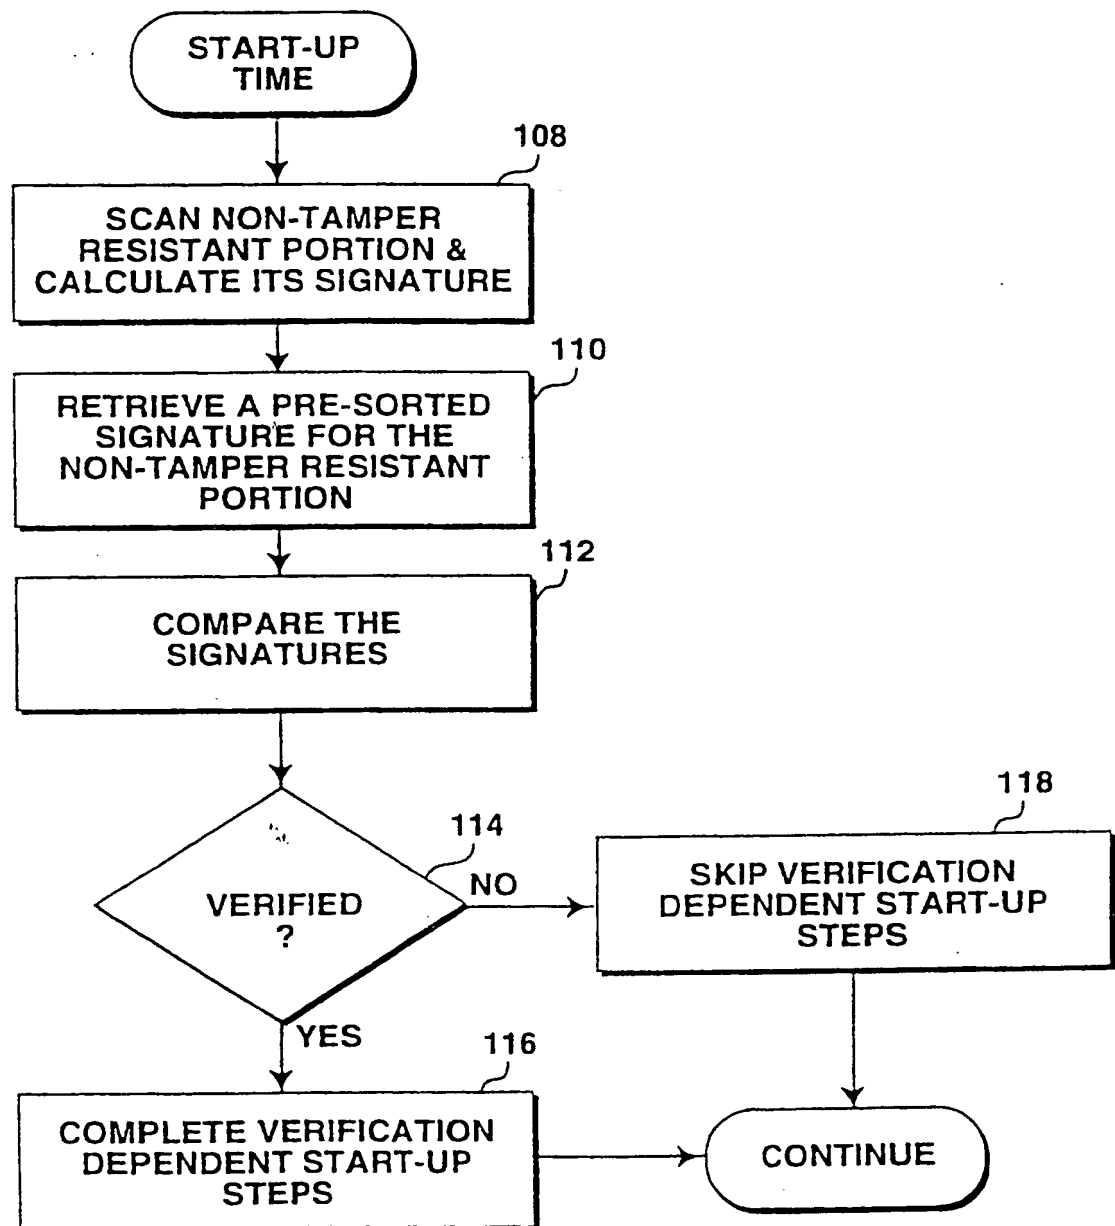 START-UP
TIME
108
SCAN NON-TAMPER
RESISTANT PORTION &
CALCULATE ITS SIGNATURE
110
RETRIEVE A PRE-SORTED
SIGNATURE FOR THE
NON-TAMPER RESISTANT
PORTION
112
COMPARE THE
SIGNATURES
114
VERIFIED
?
NO
118
SKIP VERIFICATION
DEPENDENT START-UP
STEPS
YES
116
COMPLETE VERIFICATION
DEPENDENT START-UP
STEPS
CONTINUE